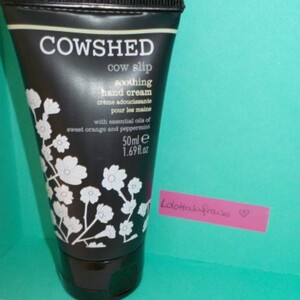 COWSHED
cow slip
soothing
hand cream
crème adoucissante
pour les mains
with essential oils of
sweet orange and peppermint
50ml e
1.69fl.oz